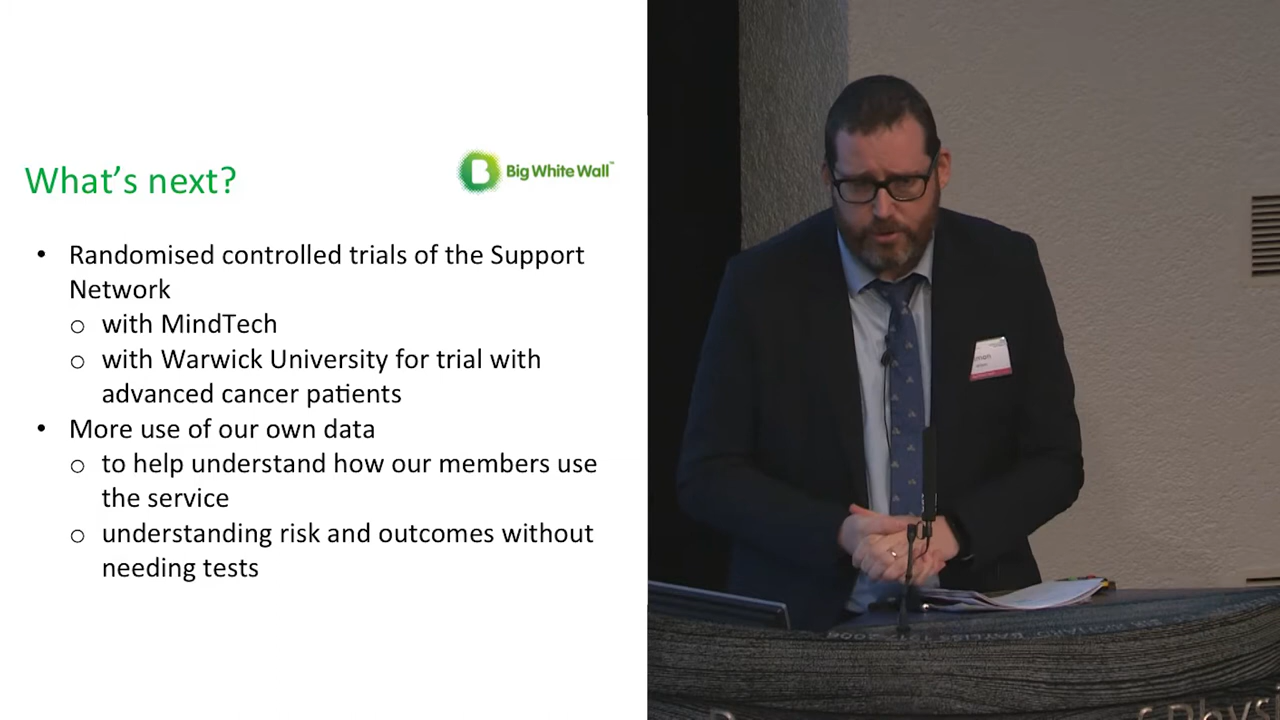 What's next?
Big White Wall™
• Randomised controlled trials of the Support
Network
o with MindTech
o with Warwick University for trial with
advanced cancer patients
• More use of our own data
o to help understand how our members use
the service
o understanding risk and outcomes without
needing tests